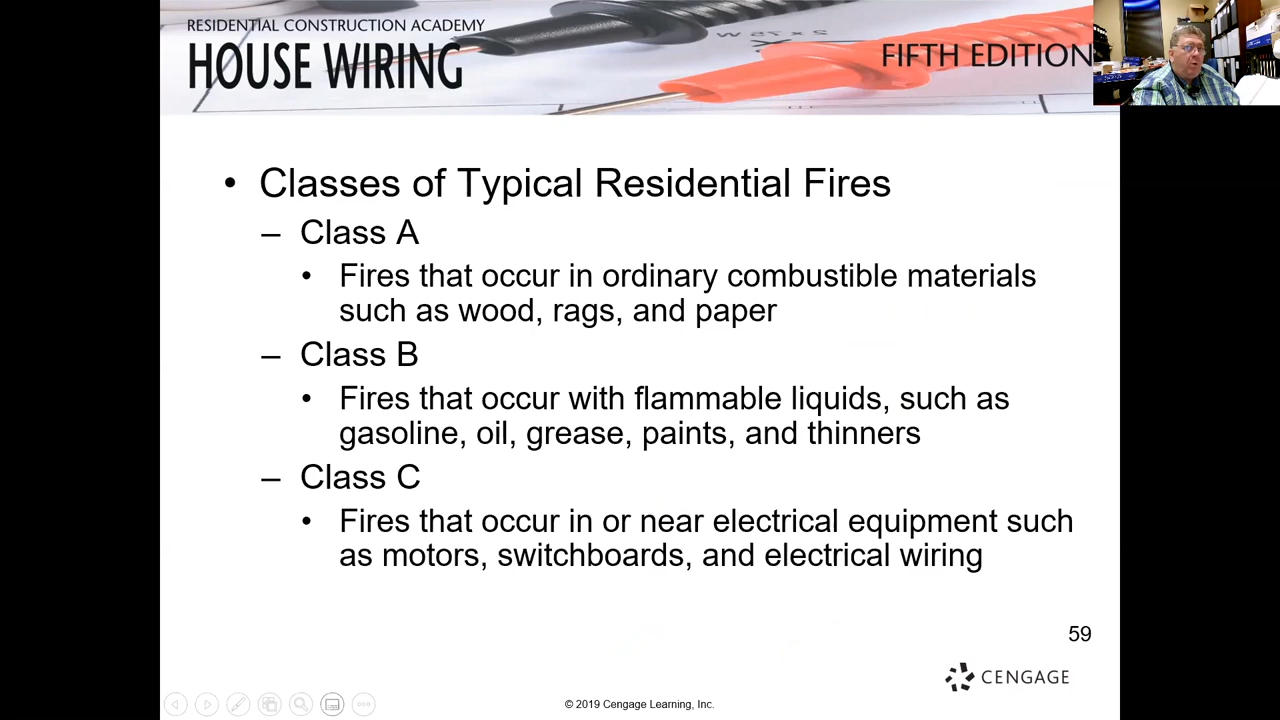 RESIDENTIAL CONSTRUCTION ACADEMY
HOUSE WIRING
FIFTH EDITION
• Classes of Typical Residential Fires
– Class A
• Fires that occur in ordinary combustible materials
such as wood, rags, and paper
– Class B
• Fires that occur with flammable liquids, such as
gasoline, oil, grease, paints, and thinners
– Class C
• Fires that occur in or near electrical equipment such
as motors, switchboards, and electrical wiring
59
CENGAGE
© 2019 Cengage Learning, Inc.